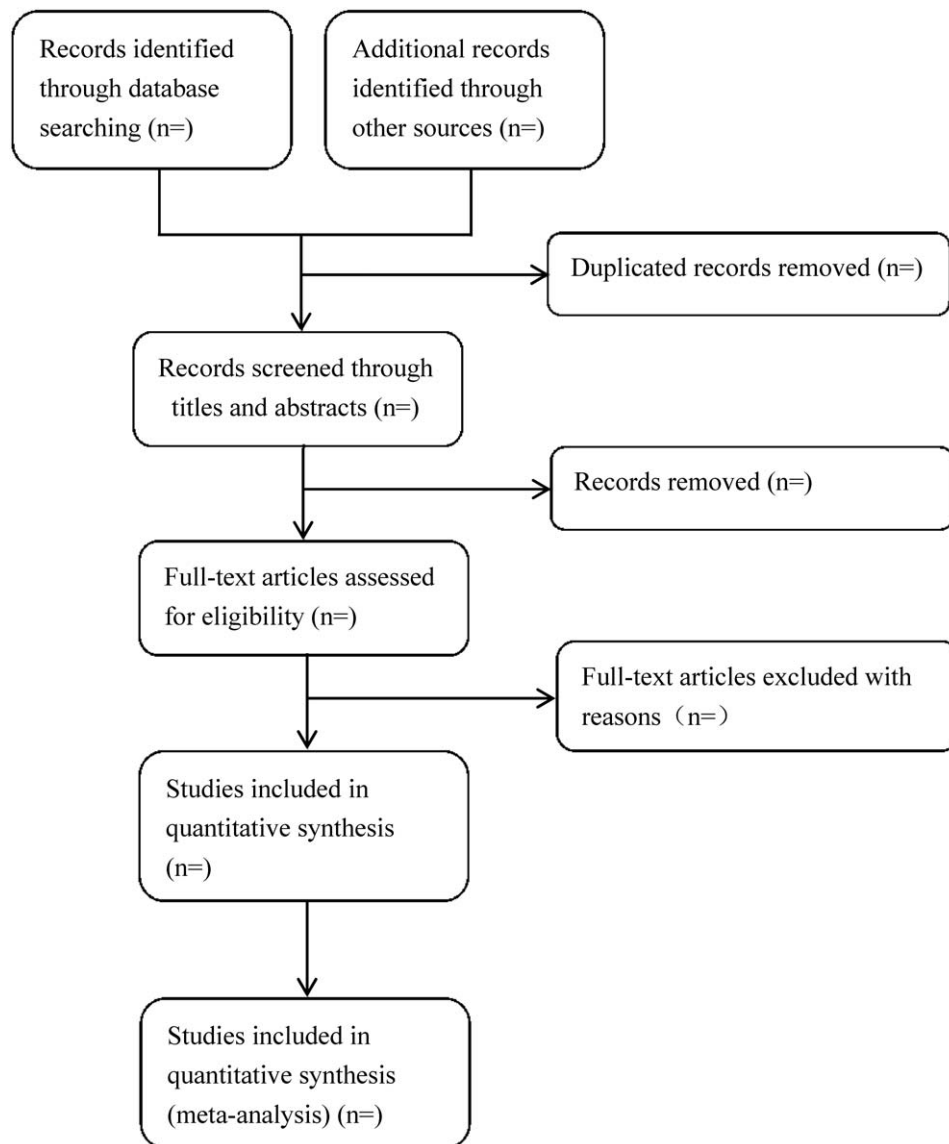 Records identified
through database
searching (n=)
Additional records
identified through
other sources (n=)
Duplicated records removed (n=)
Records screened through
titles and abstracts (n=)
Records removed (n=)
Full-text articles assessed
for eligibility (n=)
Full-text articles excluded with
reasons（n=）
Studies included in
quantitative synthesis
(n=)
Studies included in
quantitative synthesis
(meta-analysis) (n=)